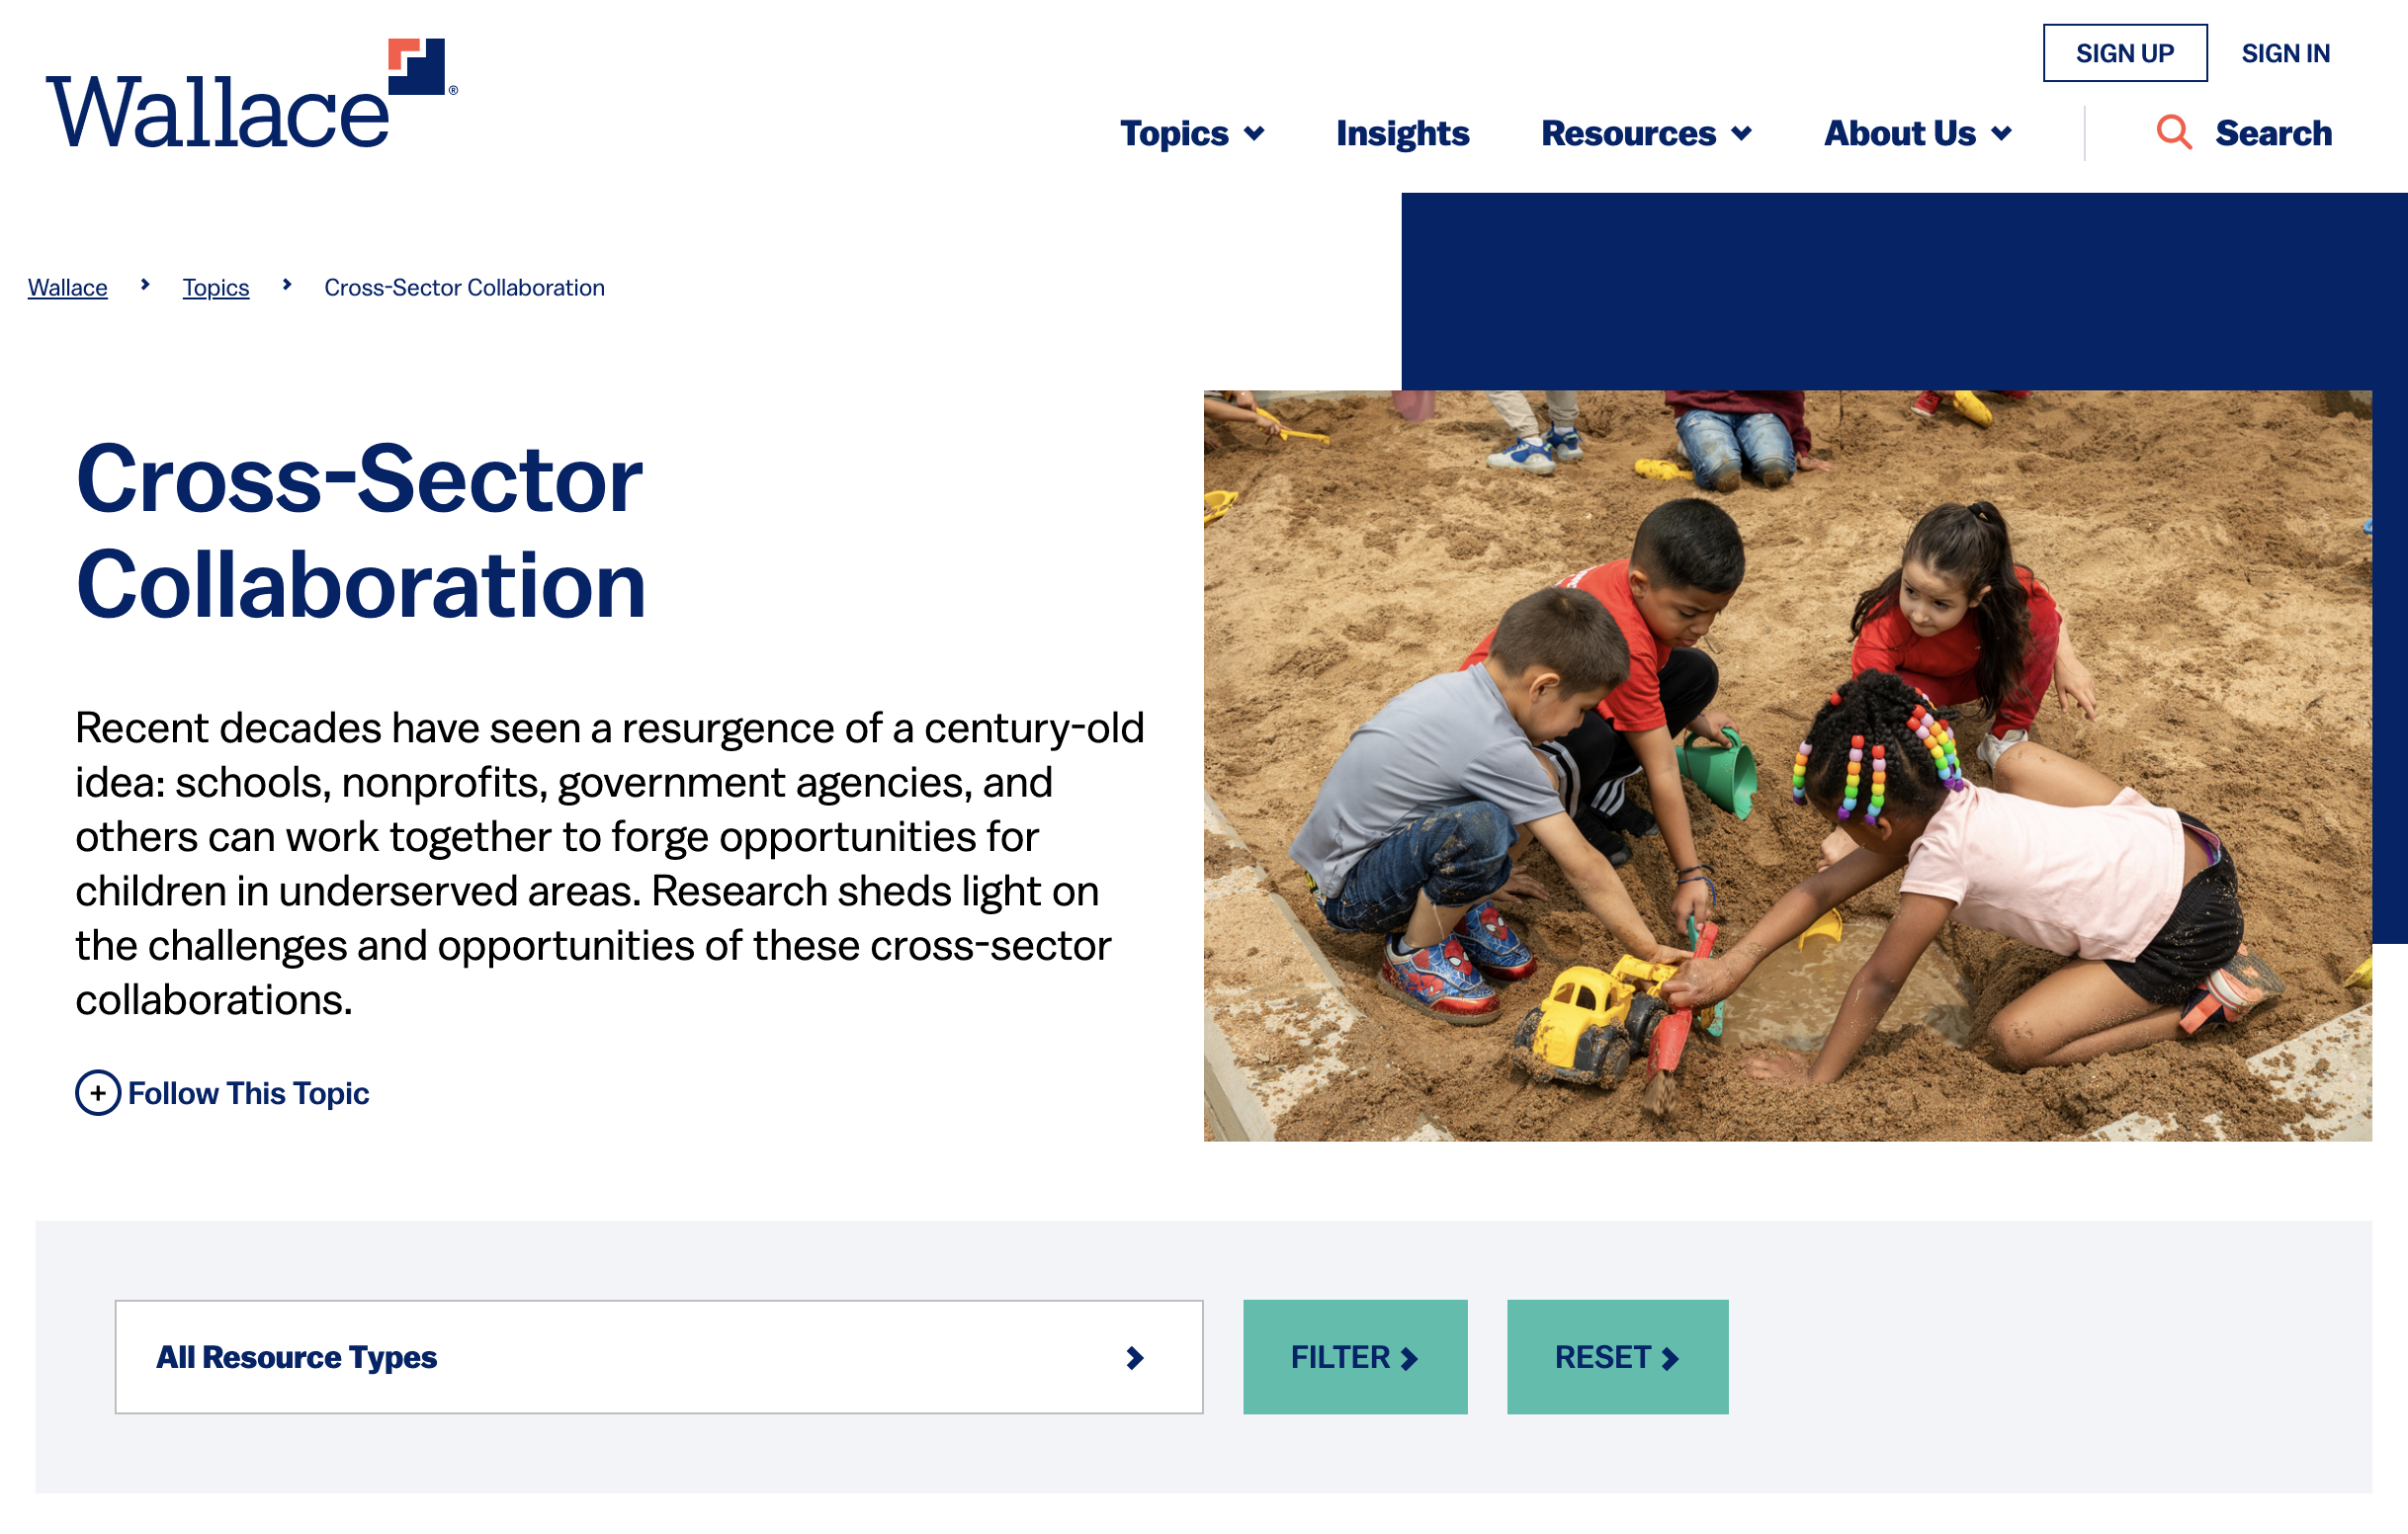 Wallace®
SIGN UP
SIGN IN
Topics
Insights
Resources
About Us
Search
Wallace
Topics
Cross-Sector Collaboration
Cross-Sector
Collaboration
Recent decades have seen a resurgence of a century-old
idea: schools, nonprofits, government agencies, and
others can work together to forge opportunities for
children in underserved areas. Research sheds light on
the challenges and opportunities of these cross-sector
collaborations.
+ Follow This Topic
All Resource Types
FILTER
RESET